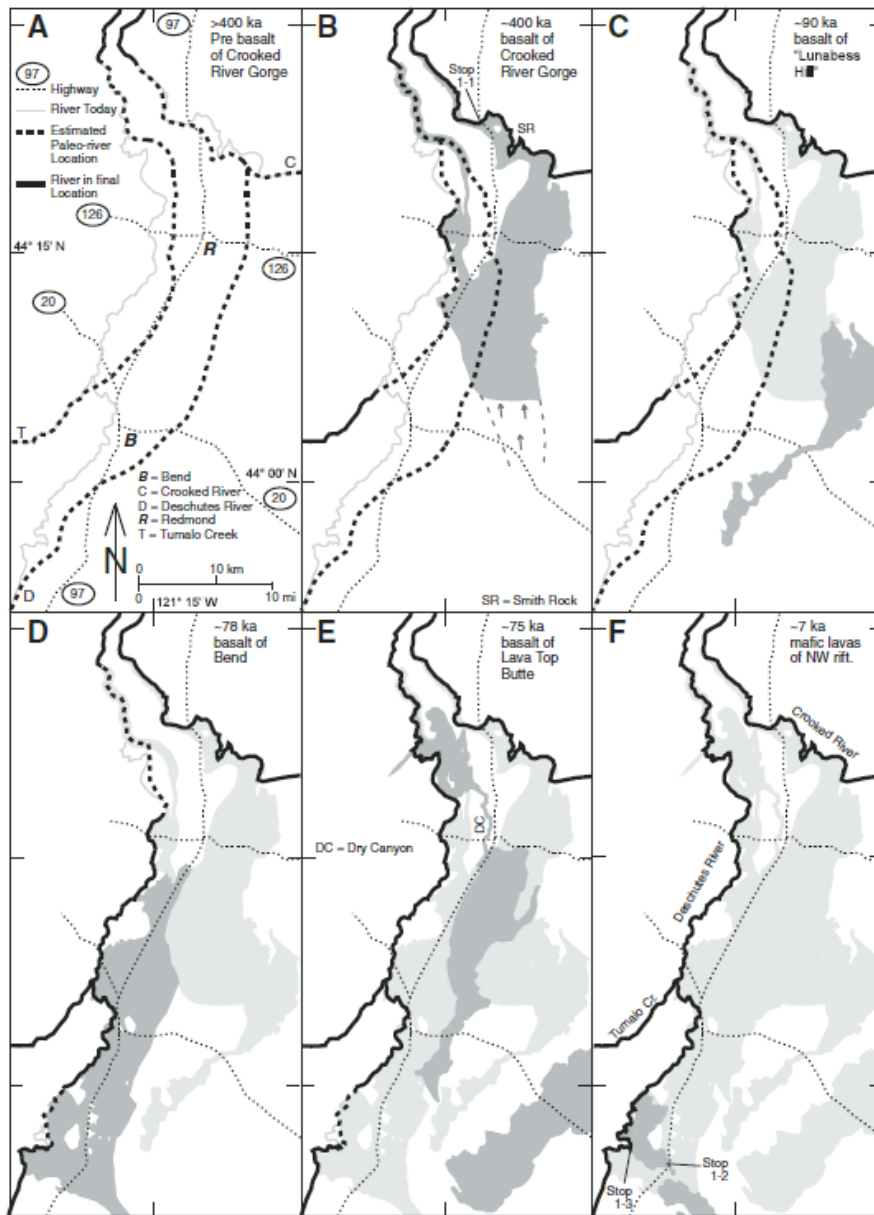 A
97
>400 ka
Pre basalt
of Crooked
River Gorge
97
Highway
River Today
Estimated
Paleo-river
Location
River in final
Location
C
126
R
44° 15' N
126
20
T
B
44° 00' N
20
B = Bend
C = Crooked River
D = Deschutes River
R = Redmond
T = Tumalo Creek
N
0 10 km
0 10 mi
D
97
121° 15' W
B
~400 ka
basalt of
Crooked
River Gorge
Stop
1-1
SR
SR = Smith Rock
C
~90 ka
basalt of
"Lunabess
D
~78 ka
basalt of
Bend
E
~75 ka
basalt of
Lava Top
Butte
DC
DC = Dry Canyon
F
~7 ka
mafic lavas
of NW rift.
Crooked River
Deschutes River
Tumalo Cr.
Stop
1-2
Stop
1-3